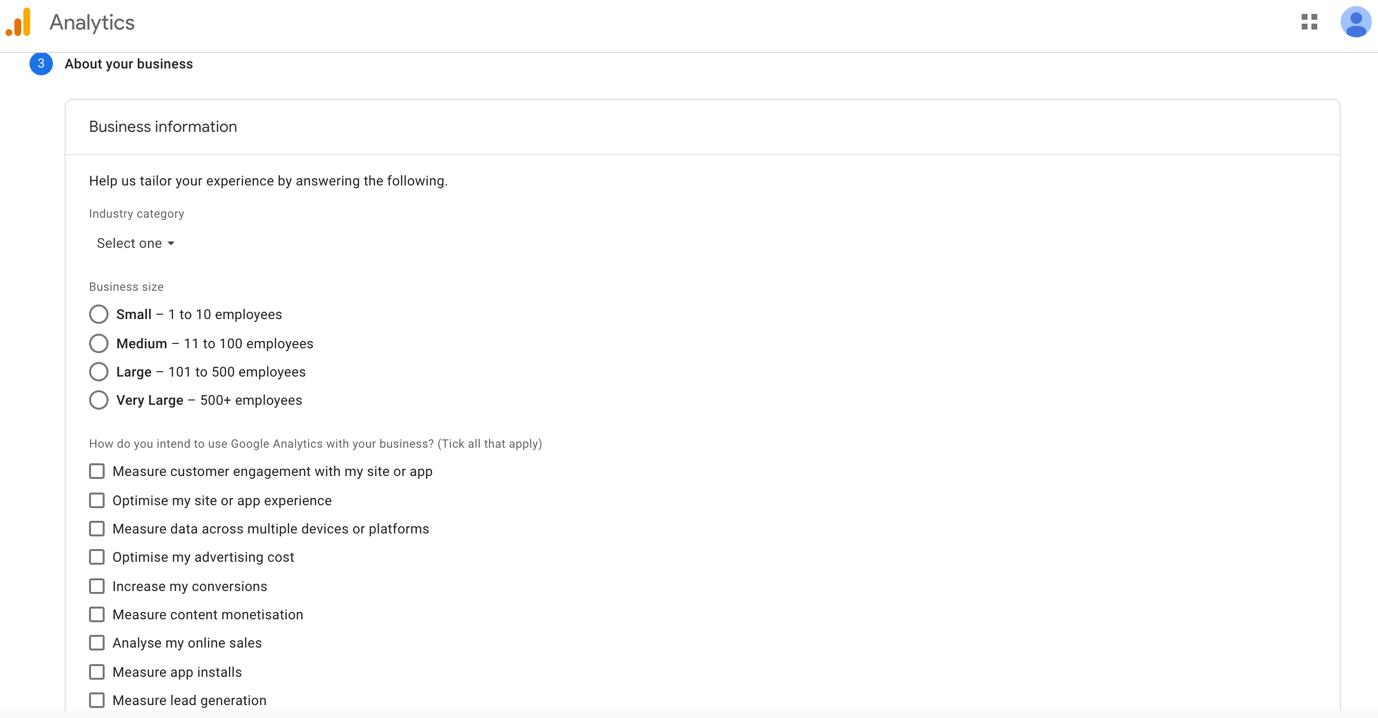 Analytics
3 About your business
Business information
Help us tailor your experience by answering the following.
Industry category
Select one
Business size
Small – 1 to 10 employees
Medium – 11 to 100 employees
Large – 101 to 500 employees
Very Large – 500+ employees
How do you intend to use Google Analytics with your business? (Tick all that apply)
Measure customer engagement with my site or app
Optimise my site or app experience
Measure data across multiple devices or platforms
Optimise my advertising cost
Increase my conversions
Measure content monetisation
Analyse my online sales
Measure app installs
Measure lead generation